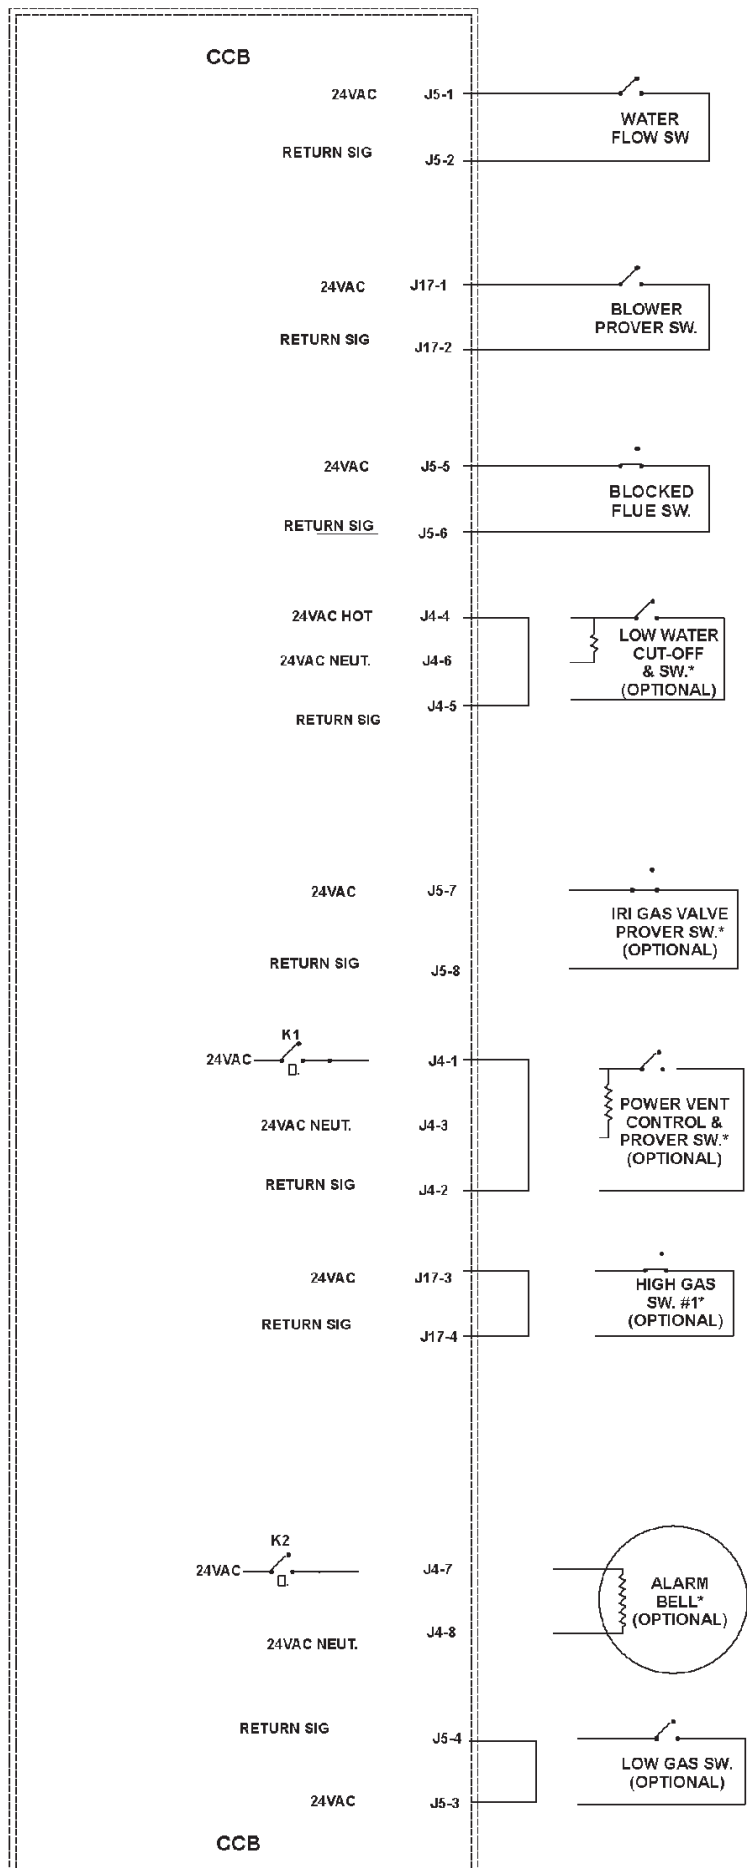 CCB
24VAC J5-1
WATER
FLOW SW
RETURN SIG J5-2
24VAC J17-1
BLOWER
PROVER SW.
RETURN SIG J17-2
24VAC J5-5
BLOCKED
FLUE SW.
RETURN SIG J5-6
24VAC HOT J4-4
LOW WATER
CUT-OFF
& SW.*
(OPTIONAL)
24VAC NEUT. J4-6
J4-5
RETURN SIG
24VAC J5-7
IRI GAS VALVE
PROVER SW.*
(OPTIONAL)
RETURN SIG J5-8
K1
24VAC J4-1
POWER VENT
CONTROL &
PROVER SW.*
(OPTIONAL)
24VAC NEUT. J4-3
RETURN SIG J4-2
24VAC J17-3
HIGH GAS
SW. #1*
(OPTIONAL)
RETURN SIG J17-4
K2
24VAC J4-7
ALARM
BELL*
(OPTIONAL)
24VAC NEUT. J4-8
RETURN SIG J5-4
LOW GAS SW.
(OPTIONAL)
24VAC J5-3
CCB